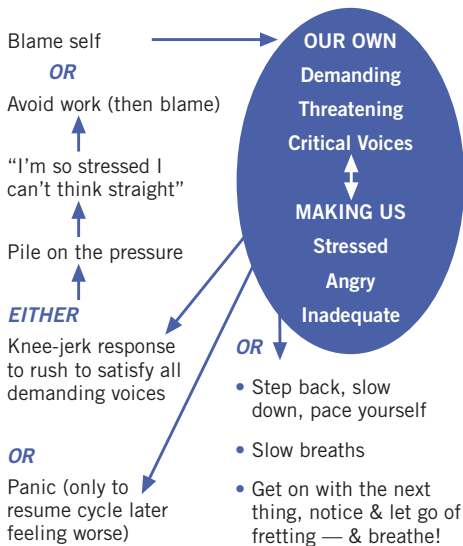 Blame self
OR
Avoid work (then blame)
“I’m so stressed I
can’t think straight”
Pile on the pressure
EITHER
Knee-jerk response
to rush to satisfy all
demanding voices
OR
Panic (only to
resume cycle later
feeling worse)
OUR OWN
Demanding
Threatening
Critical Voices
MAKING US
Stressed
Angry
Inadequate
OR
• Step back, slow
down, pace yourself
• Slow breaths
• Get on with the next
thing, notice & let go of
fretting — & breathe!